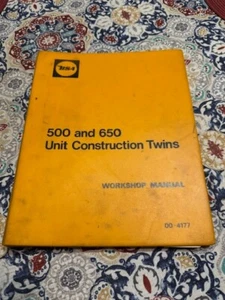 500 and 650
Unit Construction Twins
WORKSHOP MANUAL
00-4177